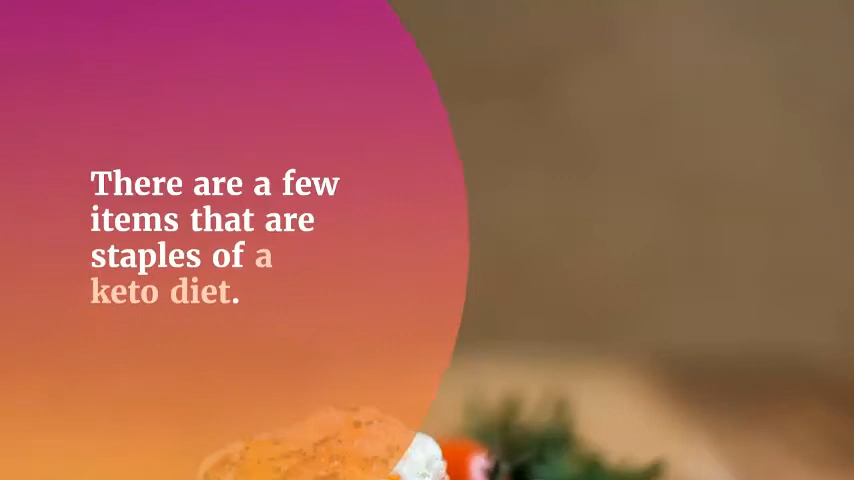 There are a few
items that are
staples of a
keto diet.